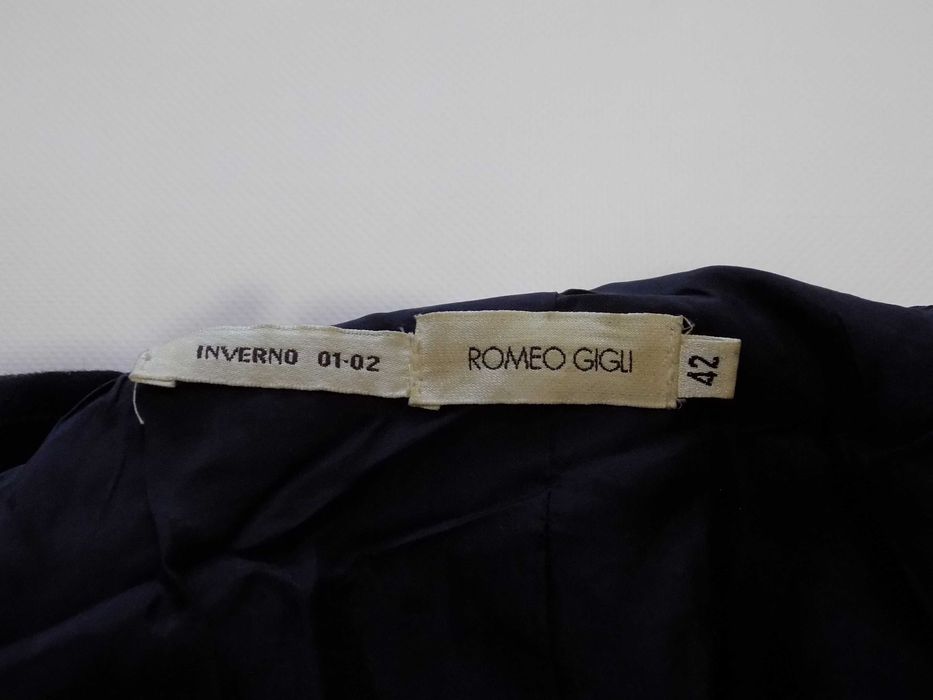 INVERNO 01-02
ROMEO GIGLI
42